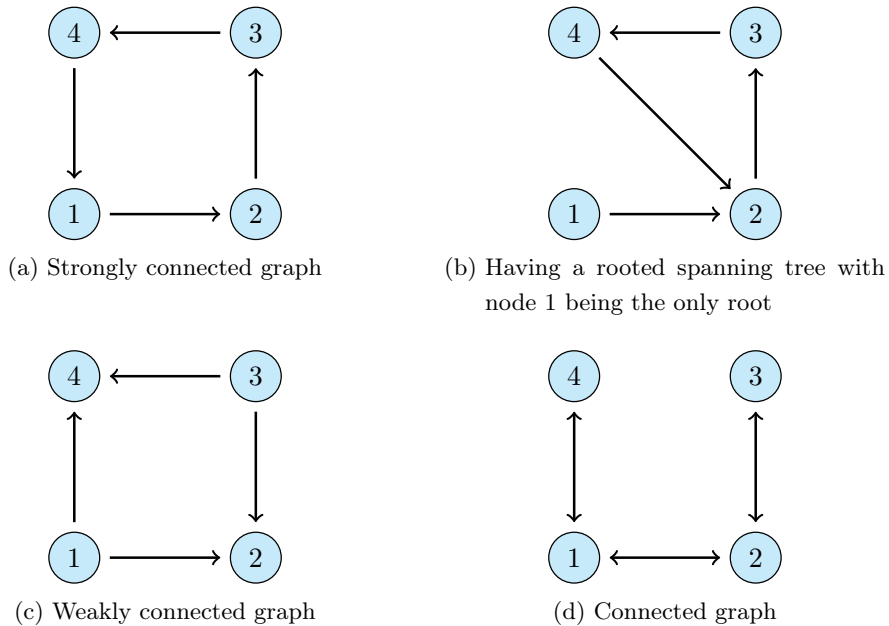 4 3
1 2
(a) Strongly connected graph
4 3
1 2
(b) Having a rooted spanning tree with
node 1 being the only root
4 3
1 2
(c) Weakly connected graph
4 3
1 2
(d) Connected graph